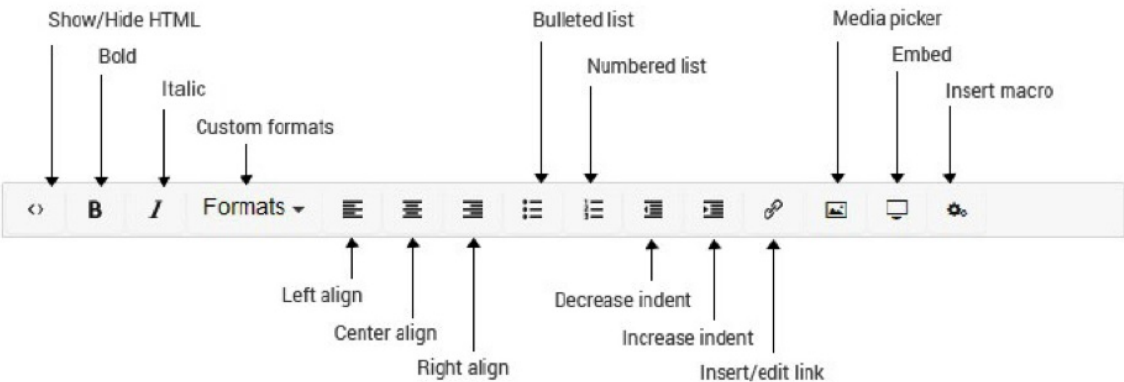 Show/Hide HTML
Bulleted list
Media picker
Bold
Embed
Numbered list
Italic
Insert macro
Custom formats
B
I
Formats
Left align
Decrease indent
Center align
Increase indent
Right align
Insert/edit link